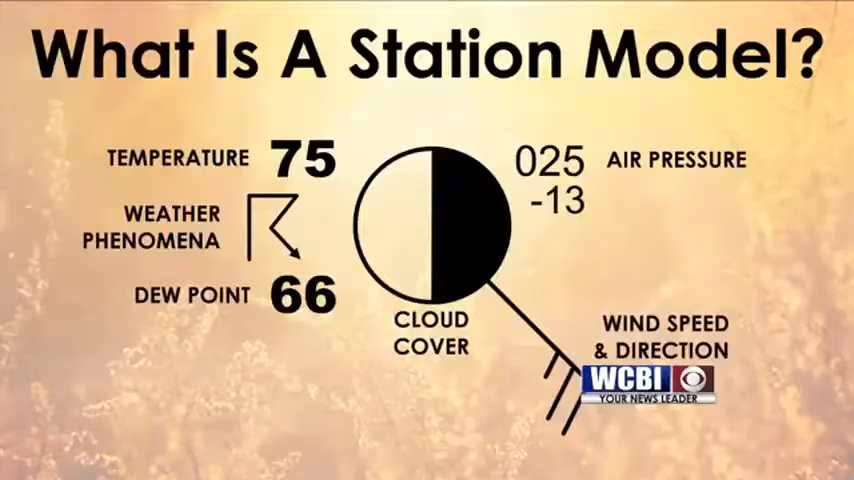 What Is A Station Model?
TEMPERATURE 75
025 AIR PRESSURE
-13
WEATHER
PHENOMENA
DEW POINT 66
CLOUD
COVER
WIND SPEED
& DIRECTION
WCBI
YOUR NEWS LEADER